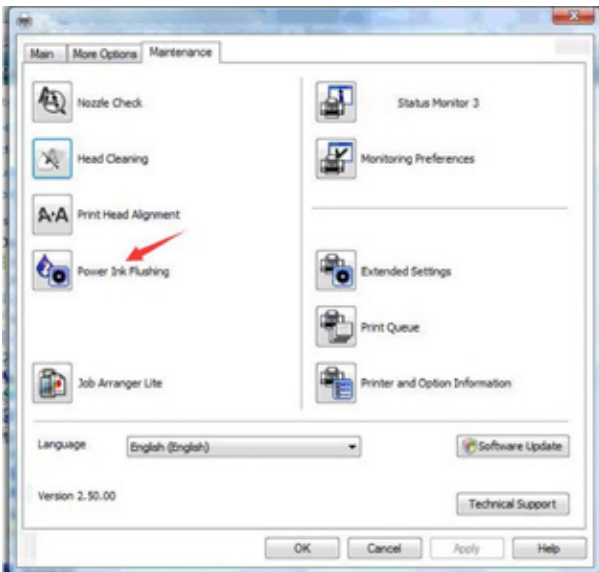 Main
More Options
Maintenance
Nozzle Check
Status Monitor 3
Head Cleaning
Monitoring Preferences
A·A Print Head Alignment
Power Ink Flushing
Extended Settings
Print Queue
Job Arranger Lite
Printer and Option Information
Language
English (English)
Software Update
Version 2.50.00
Technical Support
OK
Cancel
Apply
Help